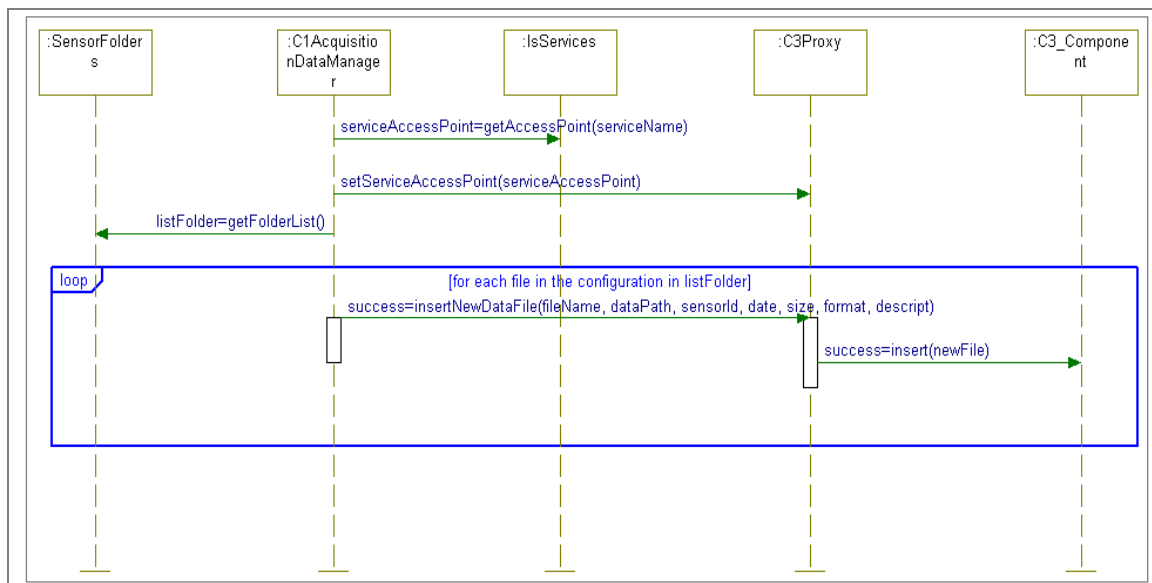 :SensorFolder
s
:C1Acquisitio
nDataManage
r
:IsServices
:C3Proxy
:C3_Compone
nt
serviceAccessPoint=getAccessPoint(serviceName)
setServiceAccessPoint(serviceAccessPoint)
listFolder=getFolderList()
loop
[for each file in the configuration in listFolder]
success=insertNewDataFile(fileName, dataPath, sensorId, date, size, format, descript)
success=insert(newFile)